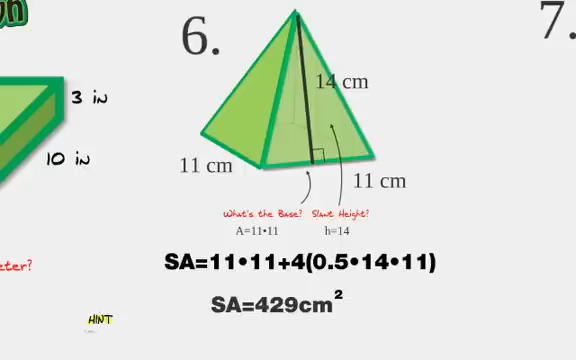 6.
7.
14 cm
3 in
10 in
11 cm
11 cm
What's the Base? Slant Height?
A=11•11 h=14
eter?
SA=11•11+4(0.5•14•11)
SA=429cm²
HINT